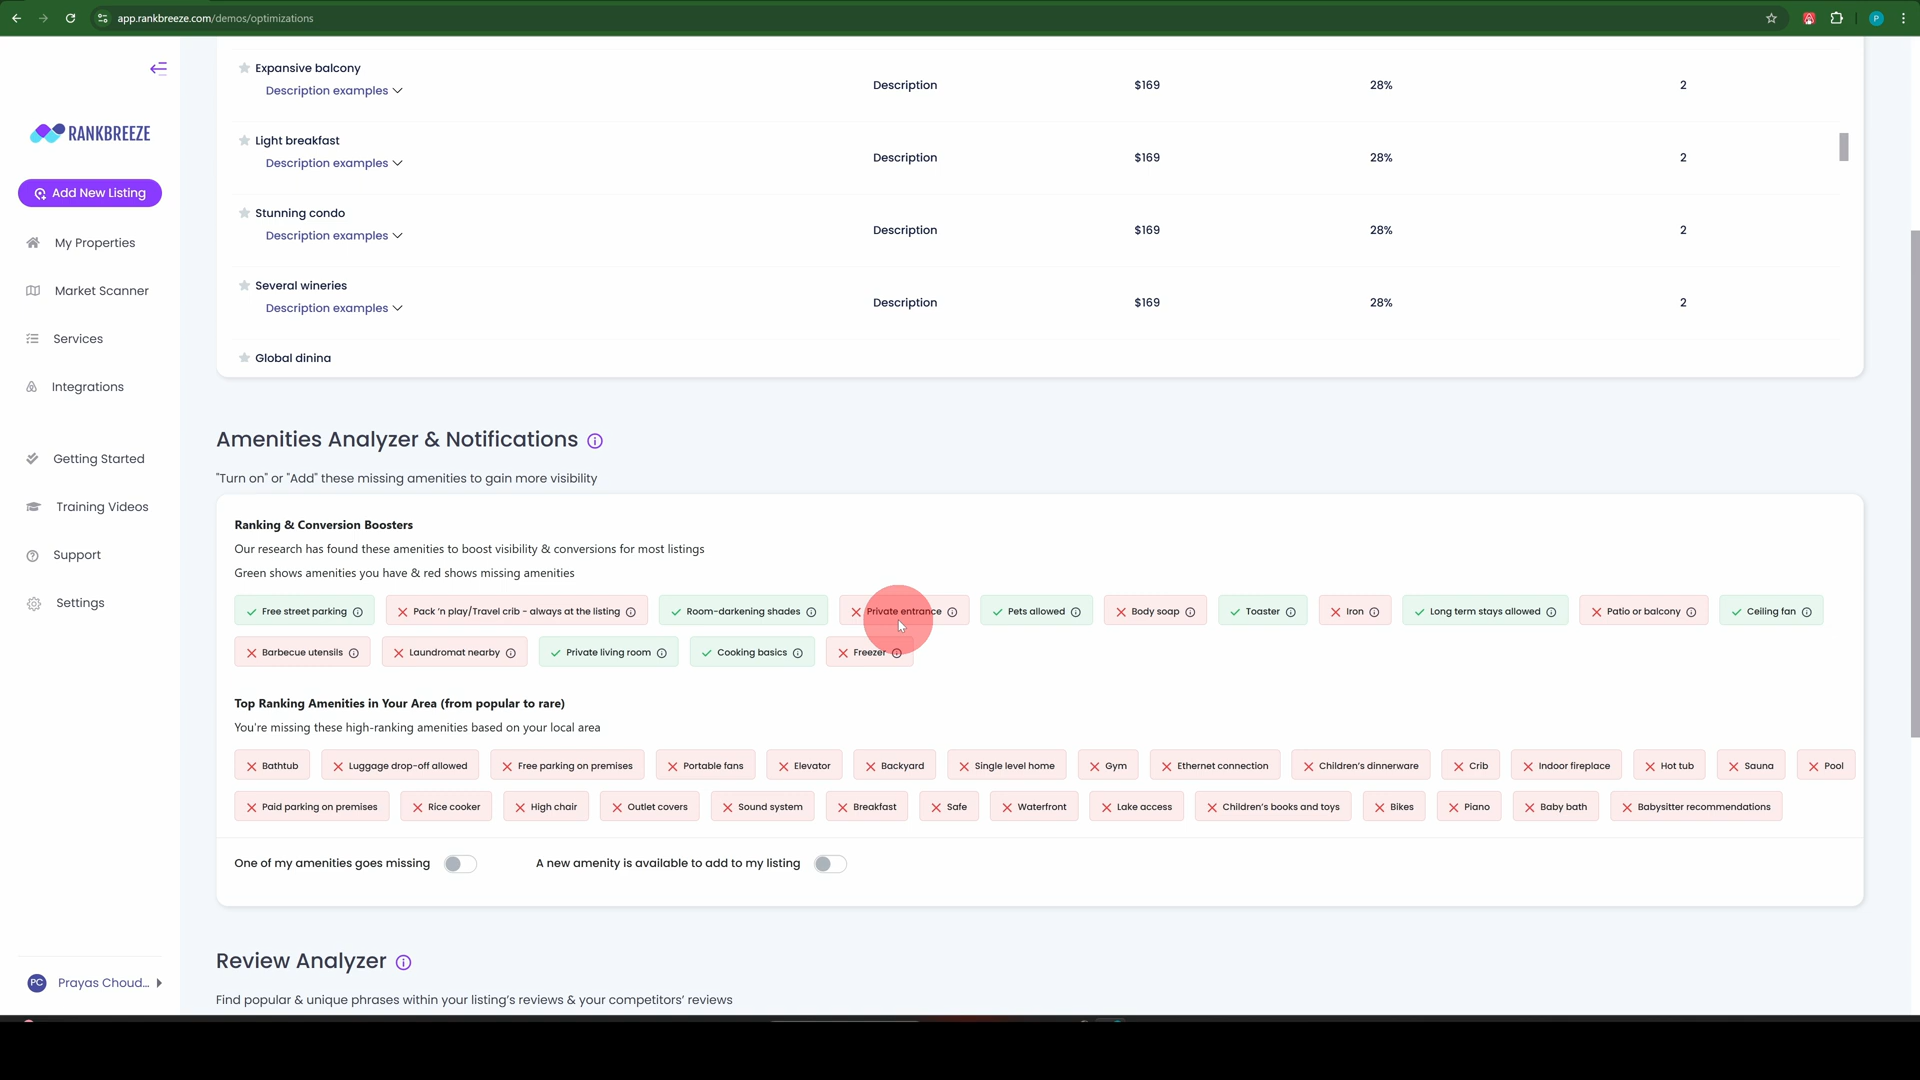 app.rankbreeze.com/demos/optimizations
P
RANKBREEZE
Add New Listing
My Properties
Market Scanner
Services
Integrations
Getting Started
Training Videos
Support
Settings
PC Prayas Choud...
Expansive balcony
Description examples
Description $169 28% 2
Light breakfast
Description examples
Description $169 28% 2
Stunning condo
Description examples
Description $169 28% 2
Several wineries
Description examples
Description $169 28% 2
Global dining
Amenities Analyzer & Notifications
"Turn on" or "Add" these missing amenities to gain more visibility
Ranking & Conversion Boosters
Our research has found these amenities to boost visibility & conversions for most listings
Green shows amenities you have & red shows missing amenities
Free street parking Pack 'n play/Travel crib - always at the listing Room-darkening shades Private entrance Pets allowed Body soap Toaster Iron Long term stays allowed Patio or balcony Ceiling fan
Barbecue utensils Laundromat nearby Private living room Cooking basics Freezer
Top Ranking Amenities in Your Area (from popular to rare)
You're missing these high-ranking amenities based on your local area
Bathtub Luggage drop-off allowed Free parking on premises Portable fans Elevator Backyard Single level home Gym Ethernet connection Children's dinnerware Crib Indoor fireplace Hot tub Sauna Pool
Paid parking on premises Rice cooker High chair Outlet covers Sound system Breakfast Safe Waterfront Lake access Children's books and toys Bikes Piano Baby bath Babysitter recommendations
One of my amenities goes missing A new amenity is available to add to my listing
Review Analyzer
Find popular & unique phrases within your listing's reviews & your competitors' reviews